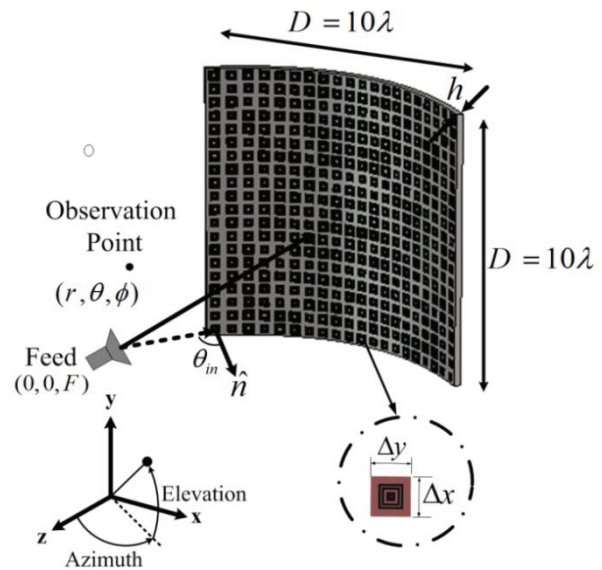 D = 10λ
h
Observation
Point
(r, θ, ϕ)
D = 10λ
Feed
(0,0,F)
θin
n̂
y
Δy
Δx
Elevation
x
z
Azimuth